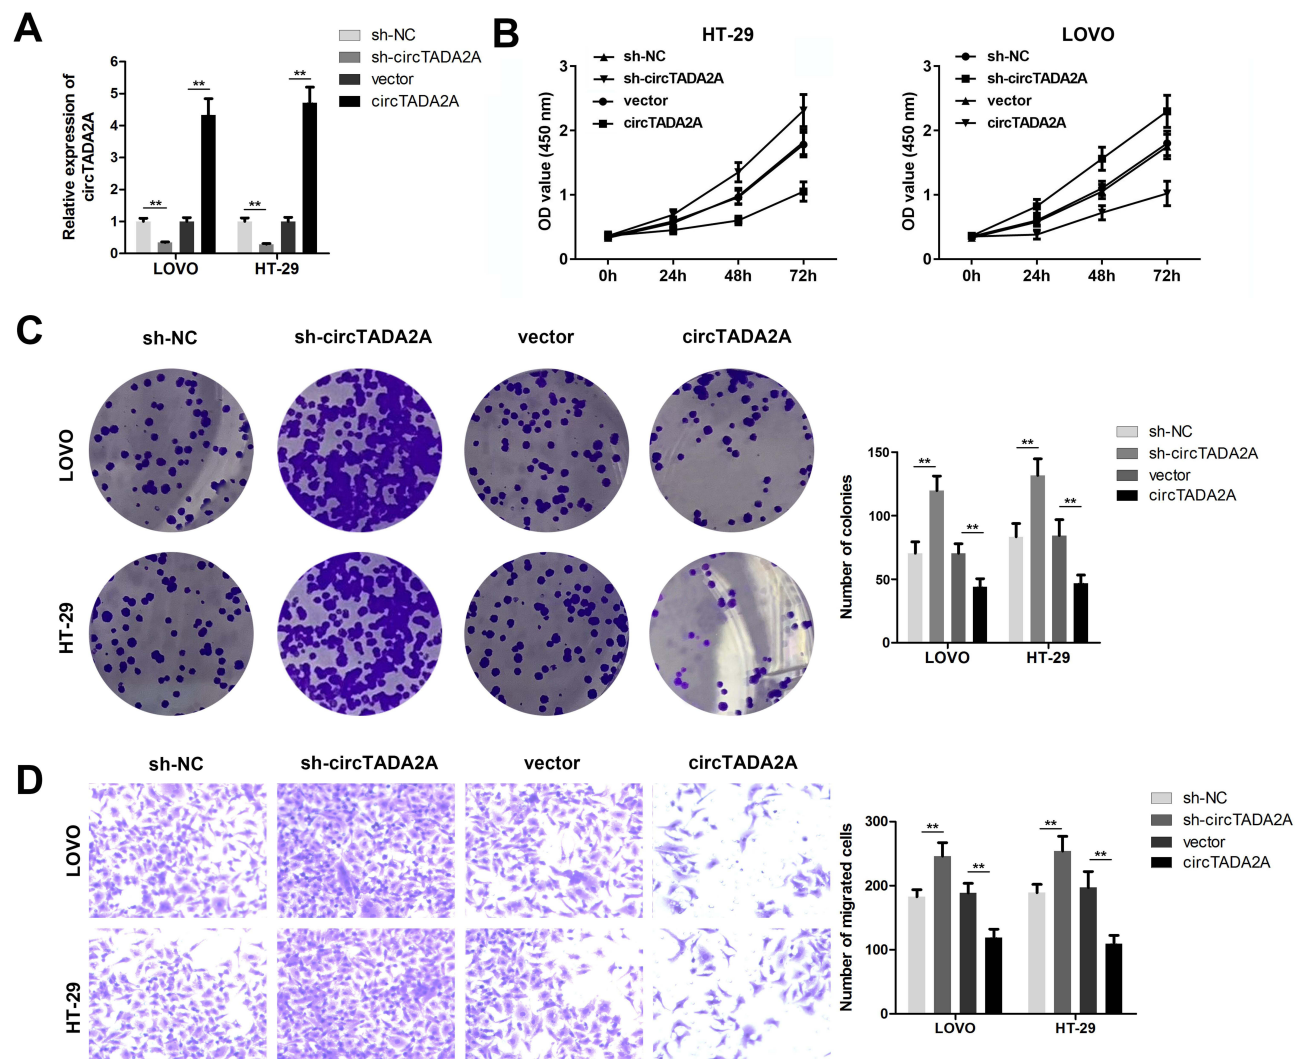 A
sh-NC
sh-circTADA2A
vector
circTADA2A
Relative expression of
circTADA2A
6
5
4
3
2
1
0
**
**
**
**
LOVO
HT-29
B
HT-29
sh-NC
sh-circTADA2A
vector
circTADA2A
OD value (450 nm)
3
2
1
0
0h
24h
48h
72h
LOVO
sh-NC
sh-circTADA2A
vector
circTADA2A
OD value (450 nm)
3
2
1
0
0h
24h
48h
72h
C
sh-NC
sh-circTADA2A
vector
circTADA2A
LOVO
HT-29
sh-NC
sh-circTADA2A
vector
circTADA2A
Number of colonies
150
100
50
0
**
**
**
**
LOVO
HT-29
D
sh-NC
sh-circTADA2A
vector
circTADA2A
LOVO
HT-29
sh-NC
sh-circTADA2A
vector
circTADA2A
Number of migrated cells
300
200
100
0
**
**
**
**
LOVO
HT-29